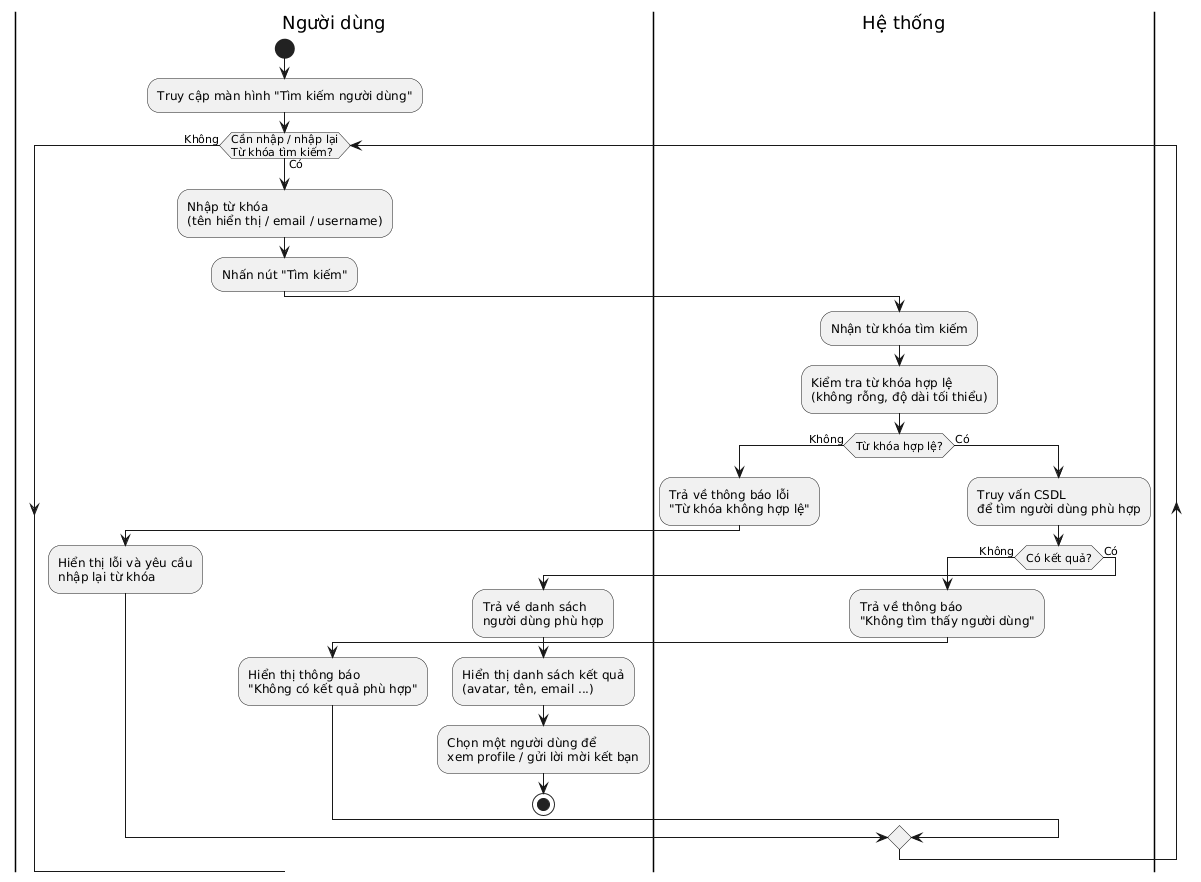 Người dùng
Hệ thống
Truy cập màn hình "Tìm kiếm người dùng"
Không
Cần nhập / nhập lại
Từ khóa tìm kiếm?
Có
Nhập từ khóa
(tên hiển thị / email / username)
Nhấn nút "Tìm kiếm"
Nhận từ khóa tìm kiếm
Kiểm tra từ khóa hợp lệ
(không rỗng, độ dài tối thiểu)
Không
Từ khóa hợp lệ?
Có
Trả về thông báo lỗi
"Từ khóa không hợp lệ"
Truy vấn CSDL
để tìm người dùng phù hợp
Hiển thị lỗi và yêu cầu
nhập lại từ khóa
Không
Có kết quả?
Có
Trả về danh sách
người dùng phù hợp
Trả về thông báo
"Không tìm thấy người dùng"
Hiển thị thông báo
"Không có kết quả phù hợp"
Hiển thị danh sách kết quả
(avatar, tên, email ...)
Chọn một người dùng để
xem profile / gửi lời mời kết bạn